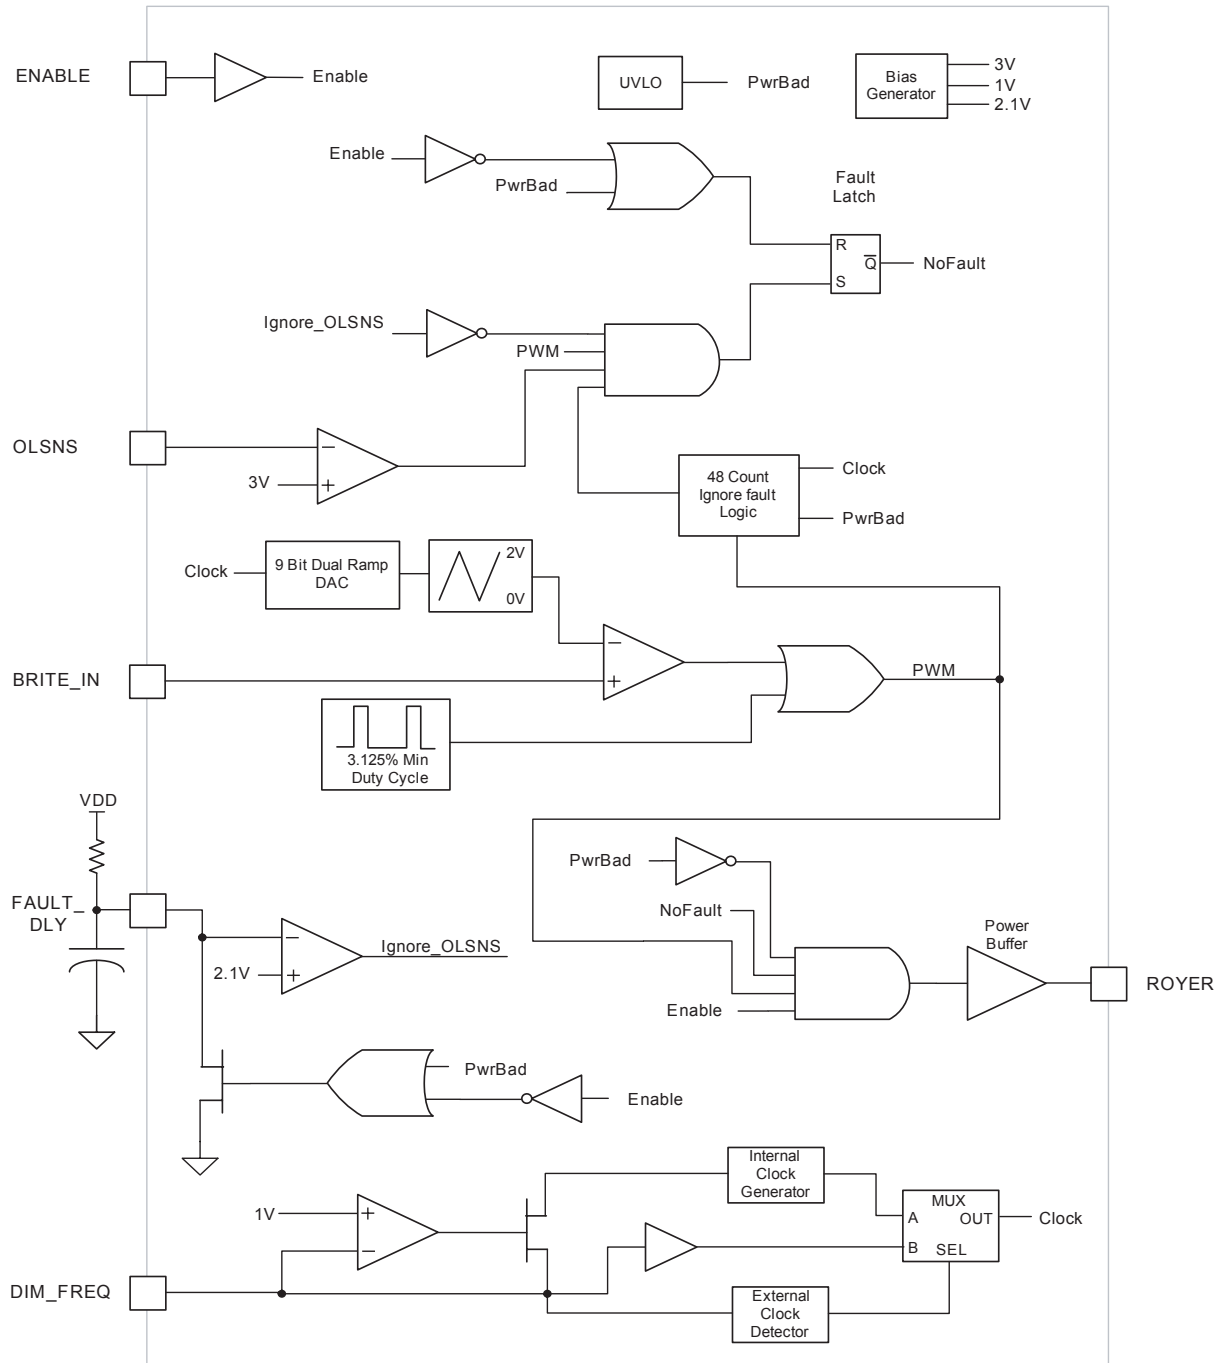 ENABLE
Enable
UVLO
PwrBad
Bias
Generator
3V
1V
2.1V
Enable
PwrBad
Fault
Latch
R
Q
S
NoFault
Ignore_OLSNS
PWM
OLSNS
−
3V
+
48 Count
Ignore fault
Logic
Clock
PwrBad
Clock
9 Bit Dual Ramp
DAC
2V
0V
−
+
BRITE_IN
PWM
3.125% Min
Duty Cycle
VDD
FAULT_
DLY
−
2.1V
+
Ignore_OLSNS
PwrBad
NoFault
Enable
Power
Buffer
ROYER
PwrBad
Enable
1V
+
−
DIM_FREQ
Internal
Clock
Generator
External
Clock
Detector
MUX
A
OUT
B
SEL
Clock